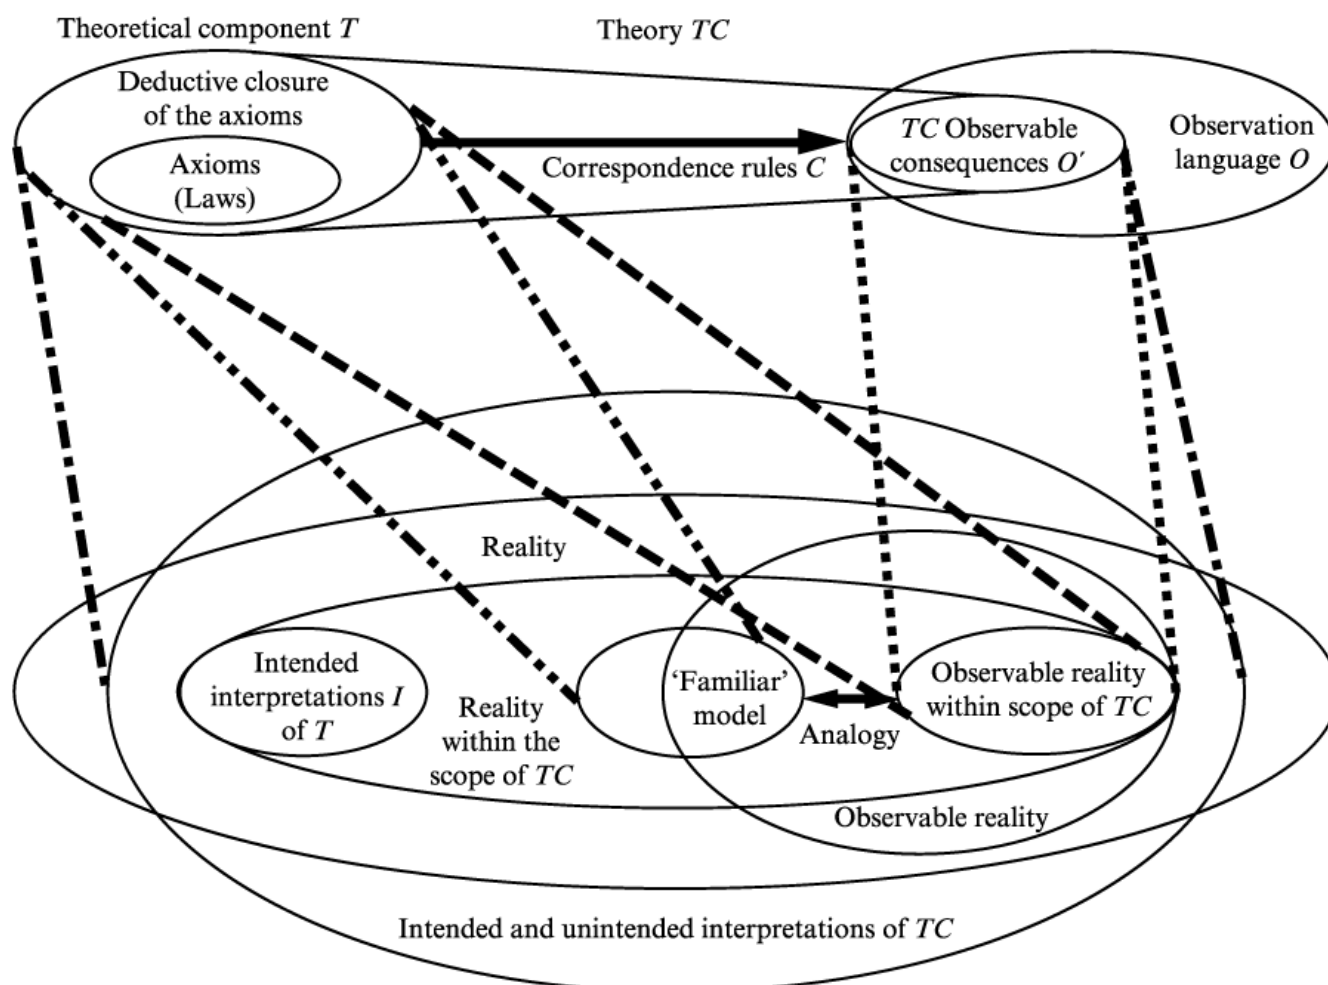 Theoretical component T
Theory TC
Deductive closure
of the axioms
Axioms
(Laws)
Correspondence rules C
TC Observable
consequences O′
Observation
language O
Reality
Intended
interpretations I
of T
Reality
within the
scope of TC
‘Familiar’
model
Analogy
Observable reality
within scope of TC
Observable reality
Intended and unintended interpretations of TC